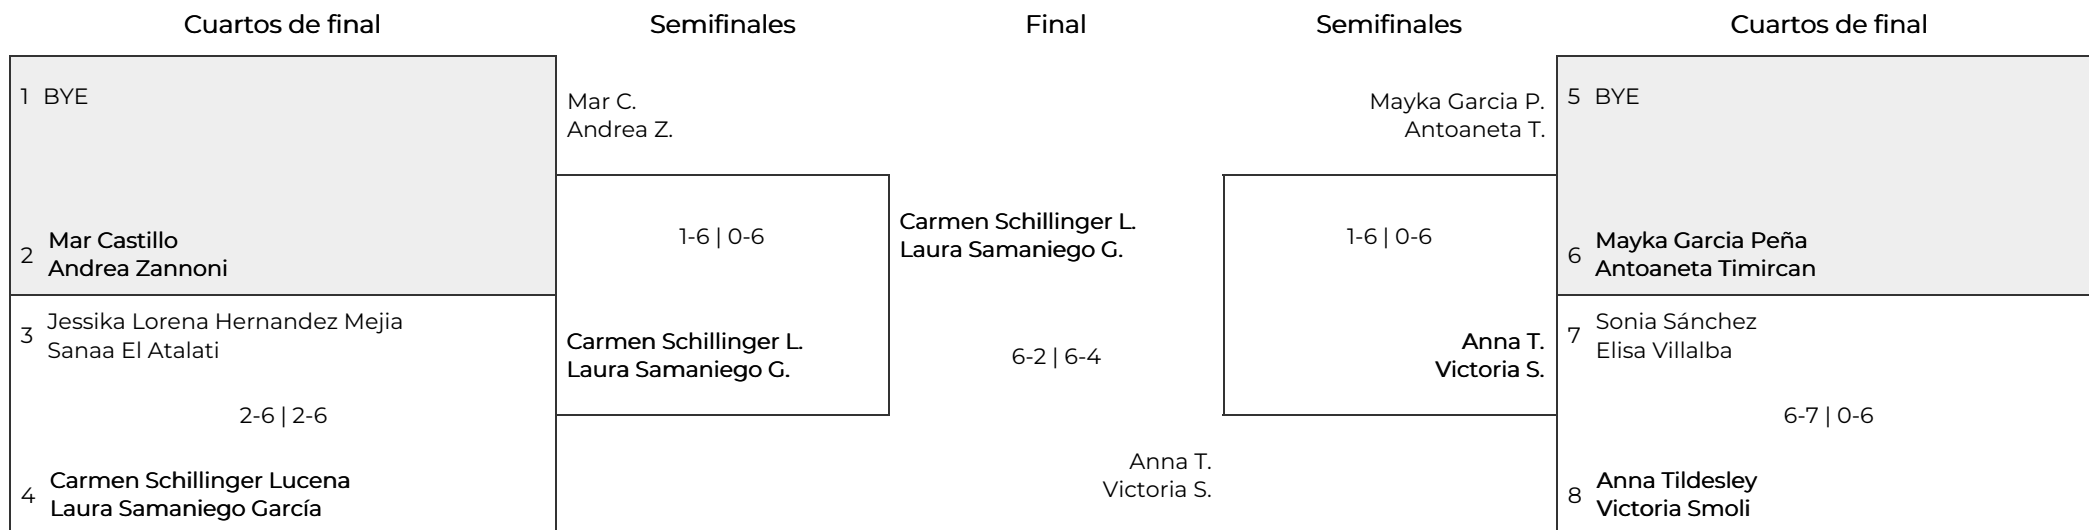 Cuartos de final
Semifinales
Final
Semifinales
Cuartos de final
1 BYE
2 Mar Castillo
Andrea Zannoni
3 Jessika Lorena Hernandez Mejia
Sanaa El Atalati
2-6 | 2-6
4 Carmen Schillinger Lucena
Laura Samaniego García
Mar C.
Andrea Z.
1-6 | 0-6
Carmen Schillinger L.
Laura Samaniego G.
Carmen Schillinger L.
Laura Samaniego G.
6-2 | 6-4
Anna T.
Victoria S.
Mayka Garcia P.
Antoaneta T.
1-6 | 0-6
Anna T.
Victoria S.
5 BYE
6 Mayka Garcia Peña
Antoaneta Timircan
7 Sonia Sánchez
Elisa Villalba
6-7 | 0-6
8 Anna Tildesley
Victoria Smoli